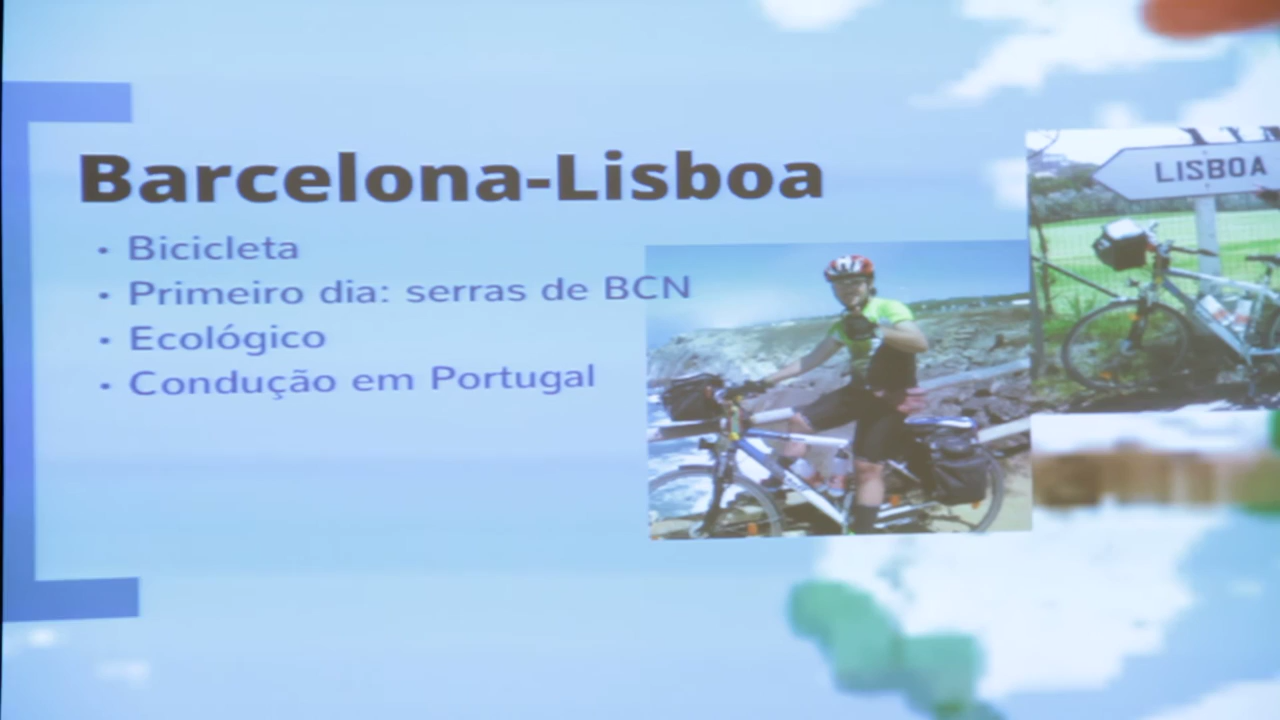 Barcelona-Lisboa
• Bicicleta
• Primeiro dia: serras de BCN
• Ecológico
• Condução em Portugal
LISBOA